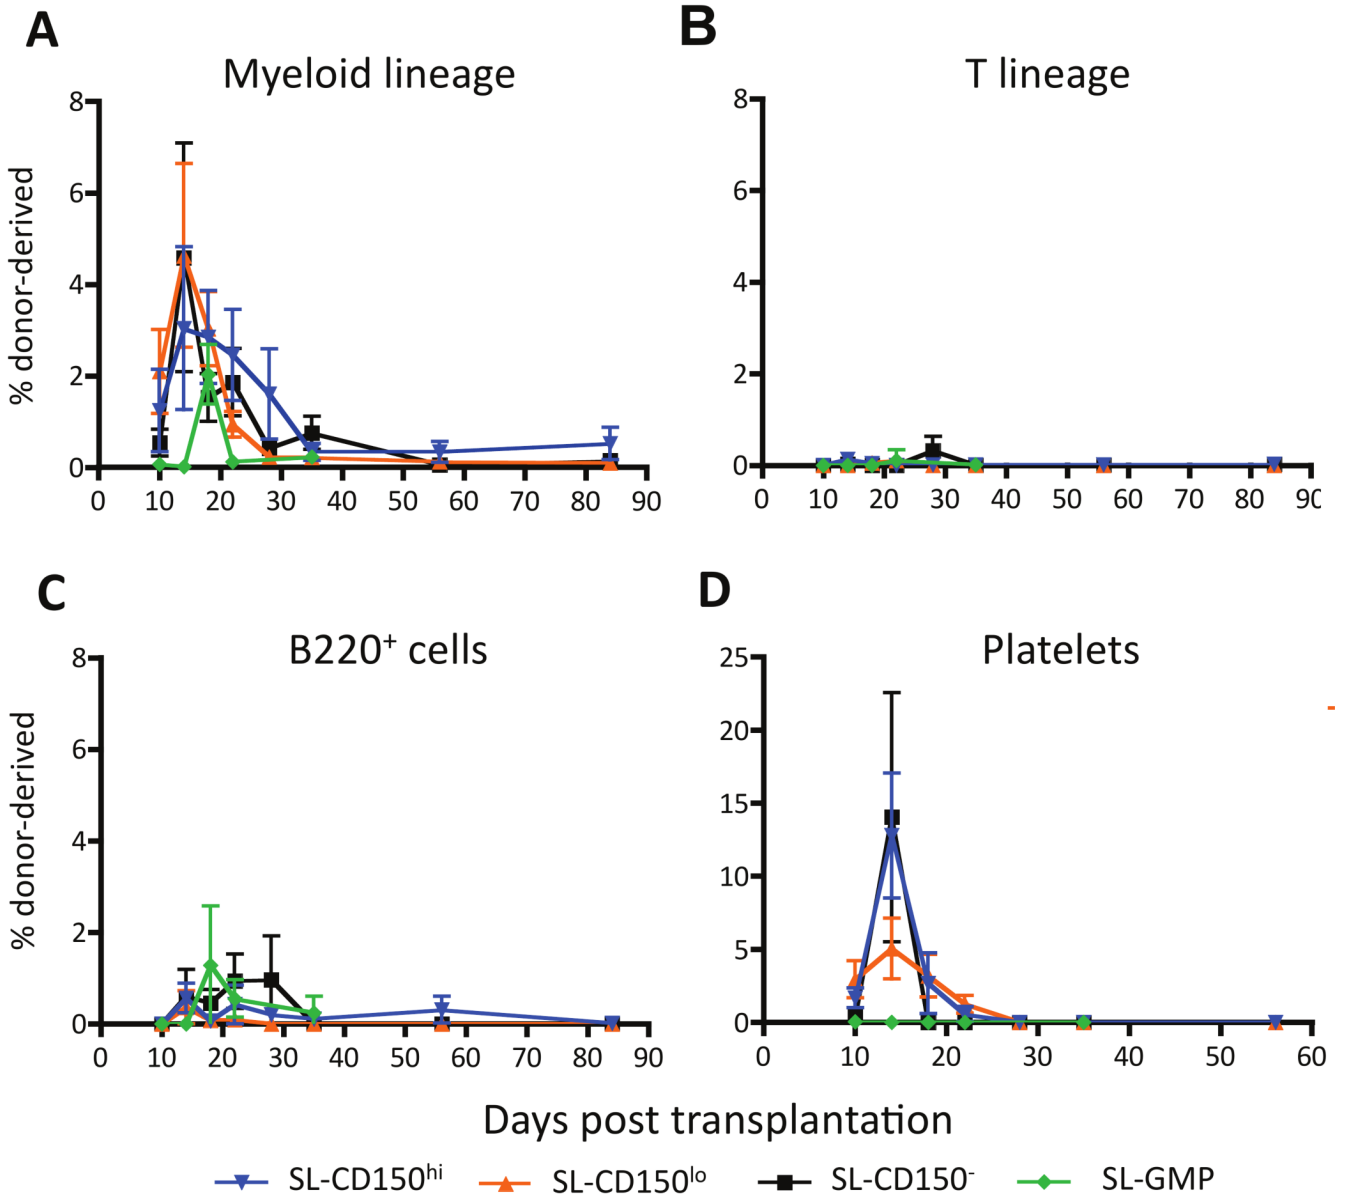 A
Myeloid lineage
8
6
4
2
0
% donor-derived
0 10 20 30 40 50 60 70 80 90
B
T lineage
8
6
4
2
0
0 10 20 30 40 50 60 70 80 90
C
B220⁺ cells
8
6
4
2
0
% donor-derived
0 10 20 30 40 50 60 70 80 90
D
Platelets
25
20
15
10
5
0
0 10 20 30 40 50 60
Days post transplantation
SL-CD150ʰⁱ SL-CD150ˡᵒ SL-CD150⁻ SL-GMP